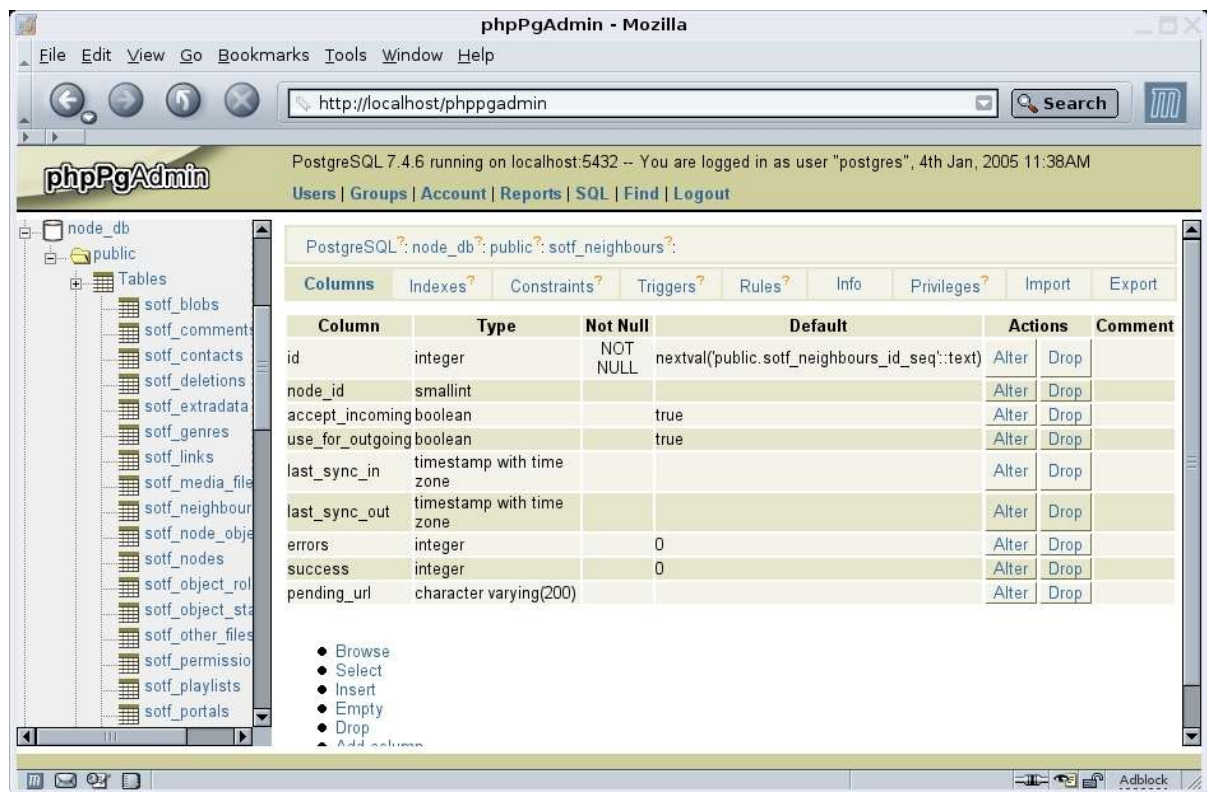 phpPgAdmin - Mozilla
File Edit View Go Bookmarks Tools Window Help
http://localhost/phppgadmin
Search
phpPgAdmin
PostgreSQL 7.4.6 running on localhost:5432 -- You are logged in as user "postgres", 4th Jan, 2005 11:38AM
Users | Groups | Account | Reports | SQL | Find | Logout
node_db
public
Tables
sotf_blobs
sotf_comments
sotf_contacts
sotf_deletions
sotf_extradata
sotf_genres
sotf_links
sotf_media_file
sotf_neighbour
sotf_node_obje
sotf_nodes
sotf_object_rol
sotf_object_sta
sotf_other_files
sotf_permissio
sotf_playlists
sotf_portals
PostgreSQL?: node_db?: public?: sotf_neighbours?:
Columns Indexes? Constraints? Triggers? Rules? Info Privileges? Import Export
Column Type Not Null Default Actions Comment
id integer NOT NULL nextval('public.sotf_neighbours_id_seq'::text) Alter Drop
node_id smallint Alter Drop
accept_incoming boolean true Alter Drop
use_for_outgoing boolean true Alter Drop
last_sync_in timestamp with time zone Alter Drop
last_sync_out timestamp with time zone Alter Drop
errors integer 0 Alter Drop
success integer 0 Alter Drop
pending_url character varying(200) Alter Drop
Browse
Select
Insert
Empty
Drop
Add column
Adblock